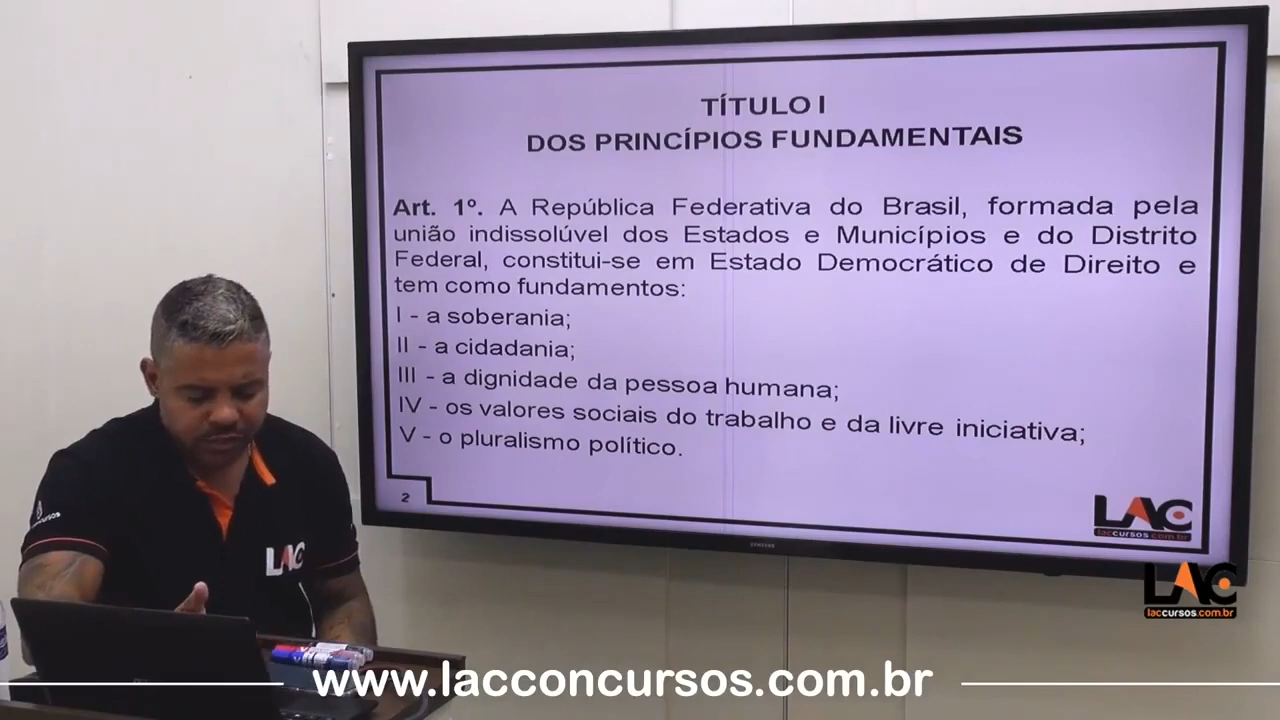 TÍTULO I
DOS PRINCÍPIOS FUNDAMENTAIS
Art. 1º. A República Federativa do Brasil, formada pela
união indissolúvel dos Estados e Municípios e do Distrito
Federal, constitui-se em Estado Democrático de Direito e
tem como fundamentos:
I - a soberania;
II - a cidadania;
III - a dignidade da pessoa humana;
IV - os valores sociais do trabalho e da livre iniciativa;
V - o pluralismo político.
2
LAC
laccursos.com.br
LAC
LAC
laccursos.com.br
www.lacconcursos.com.br